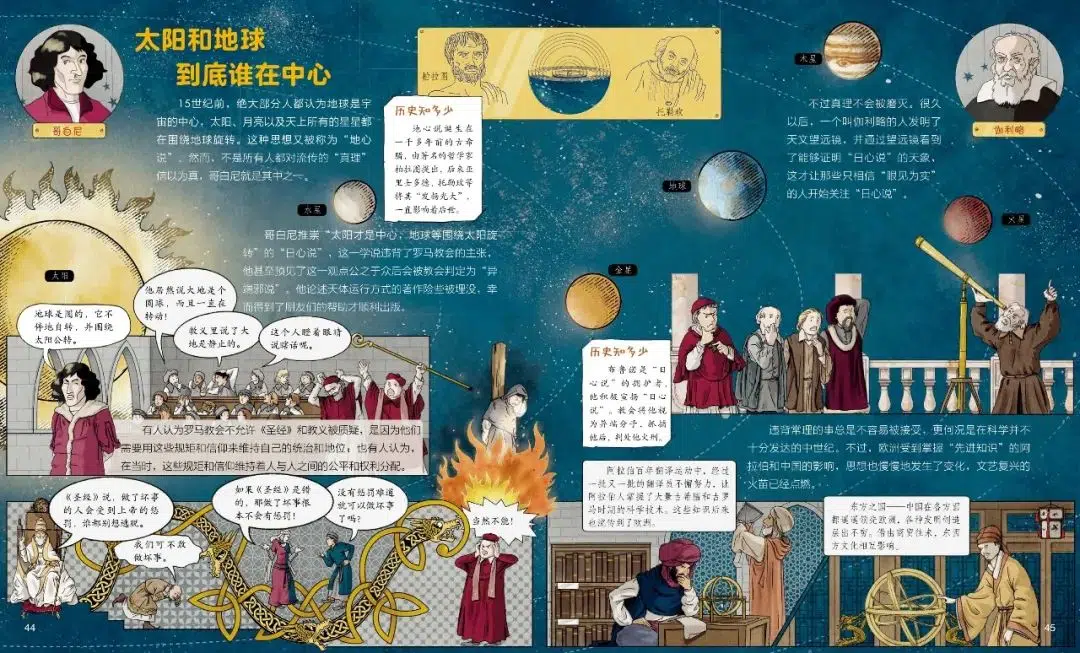 太阳和地球
到底谁在中心
哥白尼
15世纪前，绝大部分人都认为地球是宇
宙的中心，太阳、月亮以及天上所有的星星都
在围绕地球旋转，这种思想又被称为“地心
说”。然而，不是所有人都对流传的“真理”
信以为真，哥白尼就是其中之一。
柏拉图
托勒政
历史知多少
地心说诞生在
一千多年前的古希
腊，由著名的哲学家
柏拉图提出，后来亚
里士多德、托勒政等
将其“发扬光大”，
一直影响着后世。
水星
哥白尼推崇“太阳才是中心，地球等围绕太阳旋
转”的“日心说”，这一学说违背了罗马教会的主张，
他甚至预见了这一观点公之于众后会被教会判定为“异
端邪说”。他论述天体运行方式的著作险些被埋没，幸
而得到了朋友们的帮助才顺利出版。
太阳
地球是圆的，它不
停地自转，并围绕
太阳公转。
他居然说大地是个
圆球，而且一直在
转动！
教义里说了大
地是静止的。
这个人睁着眼睛
说瞎话呢。
有人认为罗马教会不允许《圣经》和教义被质疑，是因为他们
需要用这些规矩和信仰来维持自己的统治和地位；也有人认为，
在当时，这些规矩和信仰维持着人与人之间的公平和权利分配。
《圣经》说，做了坏事
的人会受到上帝的惩
罚，谁都别想逃脱。
我们可不敢
做坏事。
如果《圣经》是错
的，那做了坏事根
本不会有惩罚！
没有惩罚难道
就可以做坏事
了吗？
当然不能！
44
木星
伽利略
不过真理不会被磨灭，很久
以后，一个叫伽利略的人发明了
天文望远镜，并通过望远镜看到
了能够证明“日心说”的天象，
这才让那些只相信“眼见为实”
的人开始关注“日心说”。
地球
火星
金星
历史知多少
布鲁诺是“日
心说”的拥护者，
他积极宣扬“日心
说”。教会将他视
为异端分子，抓捕
他后，判处他火刑。
违背常理的事总是不容易被接受，更何况是在科学并不
十分发达的中世纪。不过，欧洲受到掌握“先进知识”的阿
拉伯和中国的影响，思想也慢慢地发生了变化，文艺复兴的
火苗已经点燃。
阿拉伯百年翻译运动中，经过
一批又一批的翻译员不懈努力，让
阿拉伯人掌握了大量古希腊和古罗
马时期的科学技术。这些知识后来
也流传到了欧洲。
东方之国——中国在各方面
都遥遥领先欧洲，各种发明创造
层出不穷。借由商贸往来，东西
方文化相互影响。
45